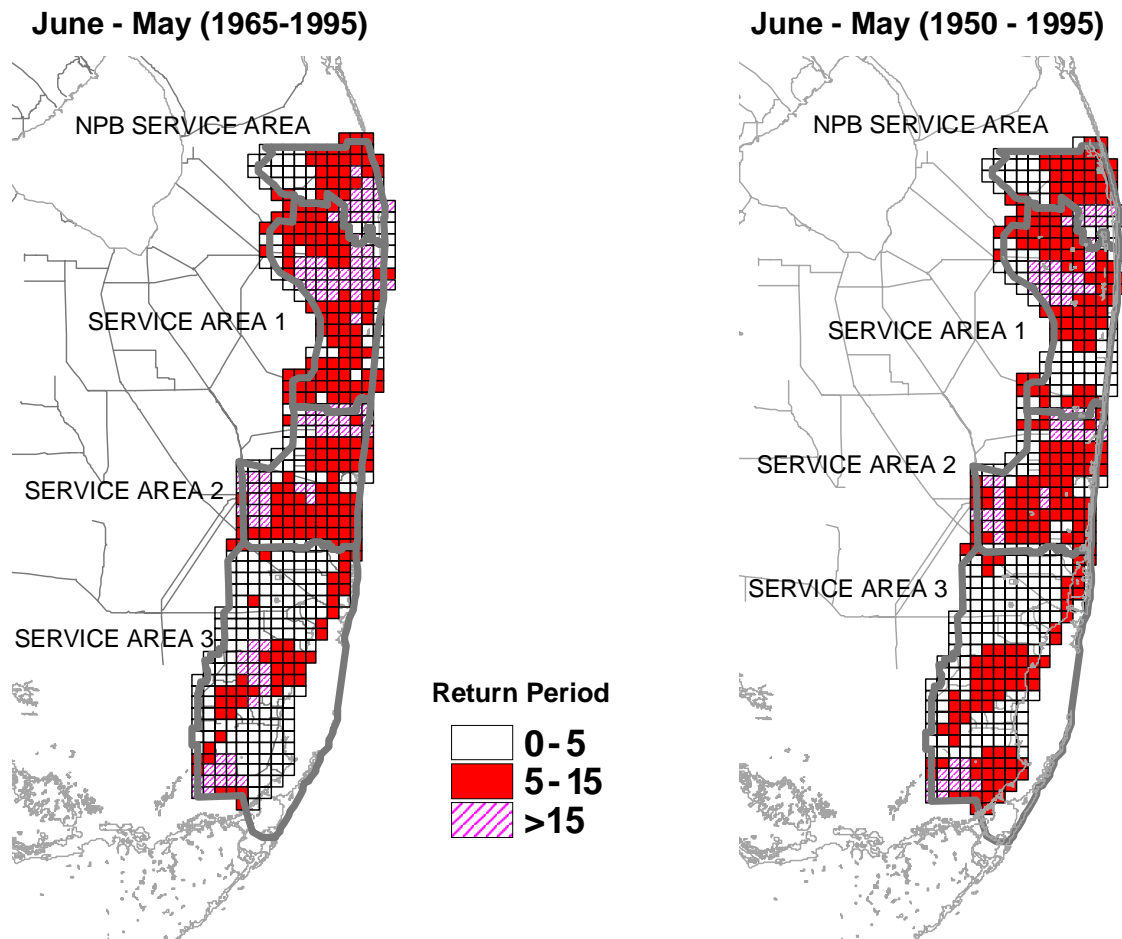 June - May (1965-1995)
June - May (1950 - 1995)
NPB SERVICE AREA
NPB SERVICE AREA
SERVICE AREA 1
SERVICE AREA 1
SERVICE AREA 2
SERVICE AREA 2
SERVICE AREA 3
SERVICE AREA 3
Return Period
0 - 5
5 - 15
>15